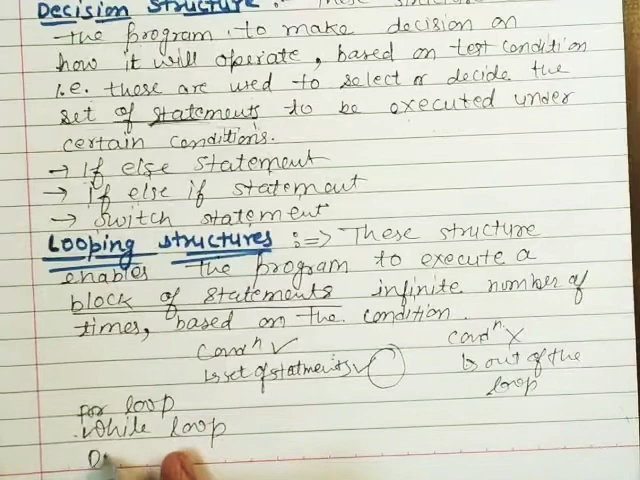 Decision Structure :- These structure
the program to make decision on
how it will operate, based on test condition
i.e. these are used to select or decide the
set of statements to be executed under
certain conditions.
→ If else statement
→ if else if statement
→ Switch statement
Looping structures :=> These structure
enables the program to execute a
block of statements infinite number of
times, based on the condition.
Condⁿ ✓ Condⁿ ✗
↳ set of statments ✓ ↳ out of the
loop
for loop
while loop
D